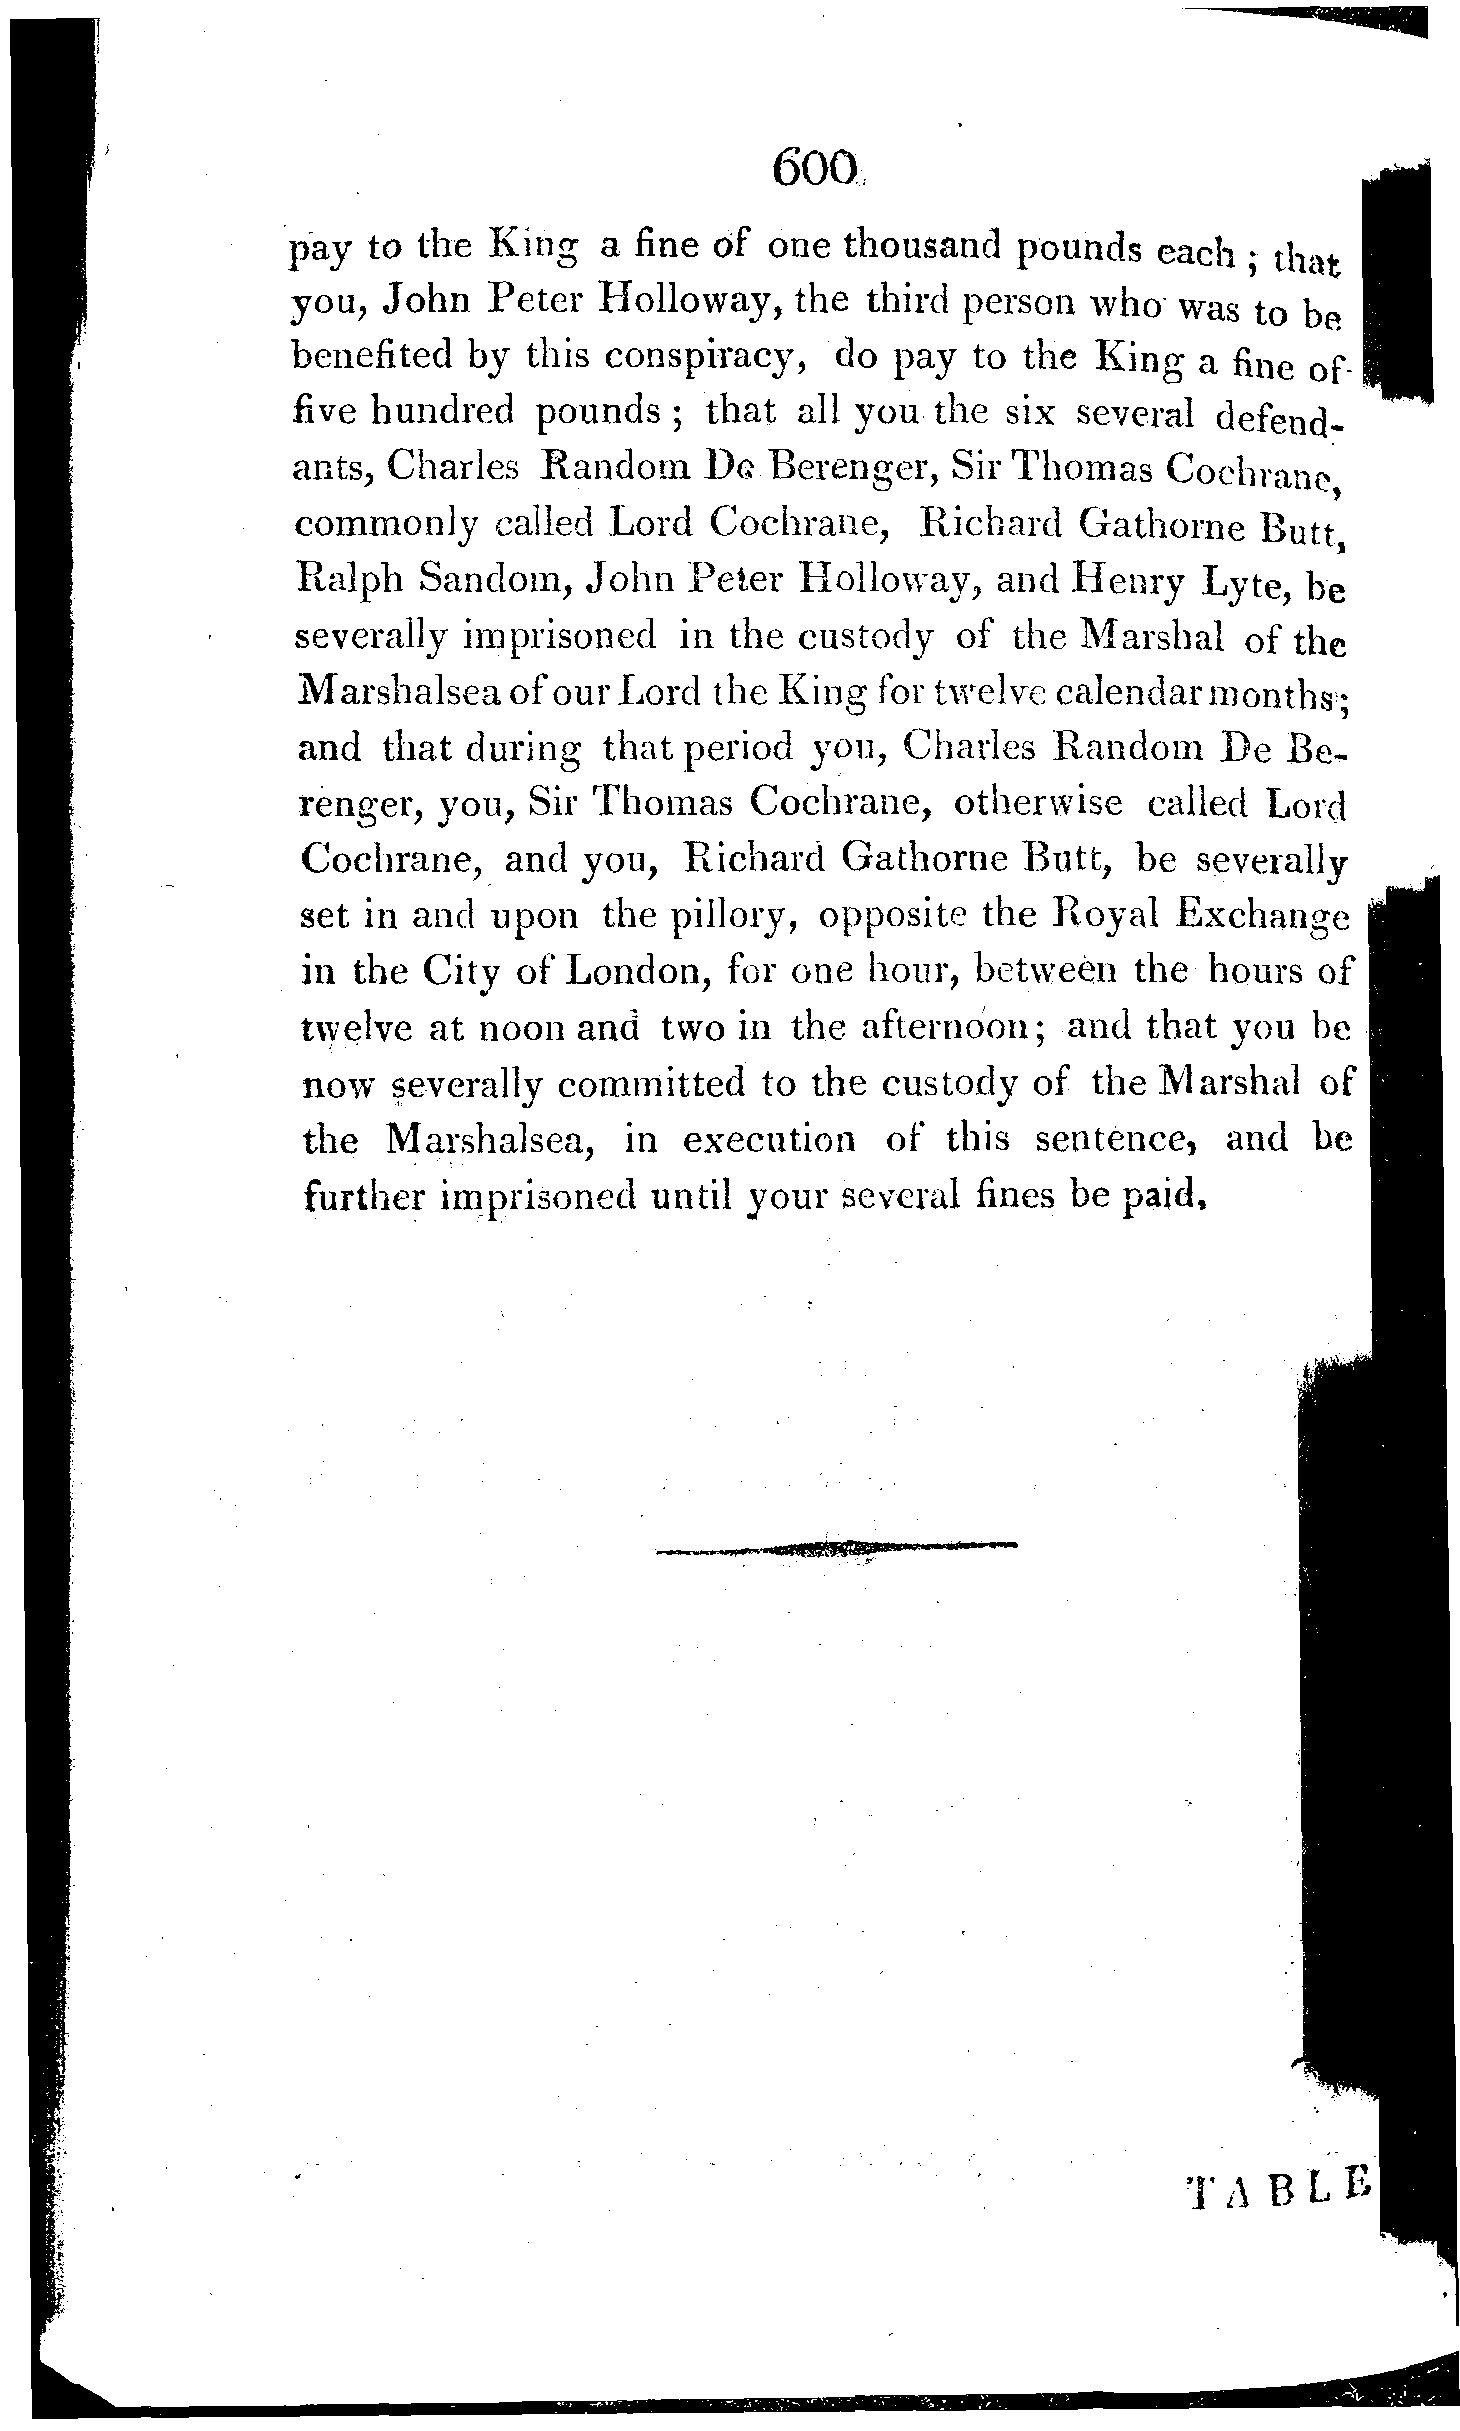 600
pay to the King a fine of one thousand pounds each ; that
you, John Peter Holloway, the third person who was to be
benefited by this conspiracy, do pay to the King a fine of
five hundred pounds ; that all you the six several defend-
ants, Charles Random De Berenger, Sir Thomas Cochrane,
commonly called Lord Cochrane, Richard Gathorne Butt,
Ralph Sandom, John Peter Holloway, and Henry Lyte, be
severally imprisoned in the custody of the Marshal of the
Marshalsea of our Lord the King for twelve calendar months;
and that during that period you, Charles Random De Be-
renger, you, Sir Thomas Cochrane, otherwise called Lord
Cochrane, and you, Richard Gathorne Butt, be severally
set in and upon the pillory, opposite the Royal Exchange
in the City of London, for one hour, between the hours of
twelve at noon and two in the afternoon; and that you be
now severally committed to the custody of the Marshal of
the Marshalsea, in execution of this sentence, and be
further imprisoned until your several fines be paid.
TABLE